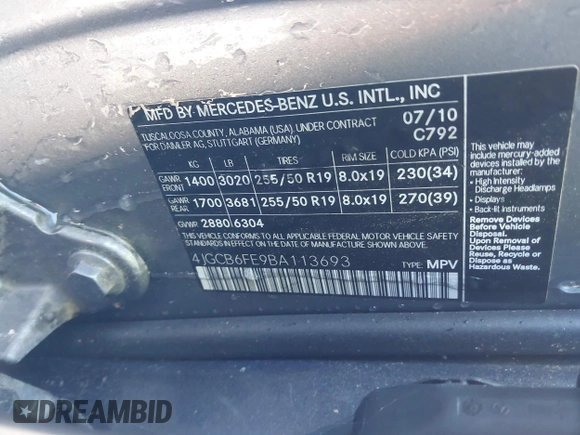 MFD BY MERCEDES-BENZ U.S. INTL., INC
TUSCALOOSA COUNTY, ALABAMA (USA), UNDER CONTRACT
FOR DAIMLER AG, STUTTGART (GERMANY)
07/10
C792
KG LB TIRES RIM SIZE COLD KPA (PSI)
GAWR FRONT 1400 3020 255/50 R19 8.0x19 230(34)
GAWR REAR 1700 3681 255/50 R19 8.0x19 270(39)
GVWR 2880 6304
THIS VEHICLE CONFORMS TO ALL APPLICABLE FEDERAL MOTOR VEHICLE SAFETY
STANDARDS IN EFFECT ON THE DATE OF MANUFACTURE SHOWN ABOVE.
4JGCB6FE9BA113693
TYPE: MPV
This vehicle may
include mercury-added
devices installed by the
manufacturer:
• High Intensity
Discharge Headlamps
• Displays
• Back-lit Instruments
Remove Devices
Before Vehicle
Disposal.
Upon Removal of
Devices Please
Reuse, Recycle
or Dispose as
Hazardous Waste.
DREAMBID